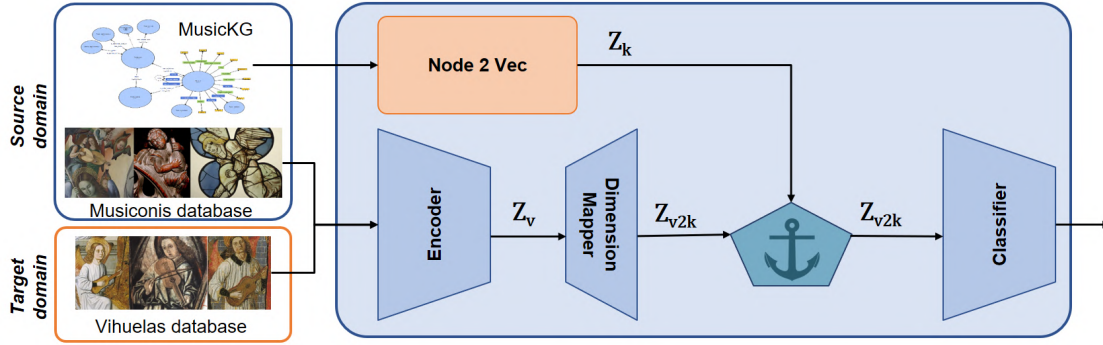 MusicKG
Source
domain
Musiconis database
Target
domain
Vihuelas database
Node 2 Vec
Zk
Encoder
Zv
Dimension
Mapper
Zv2k
Zv2k
Classifier